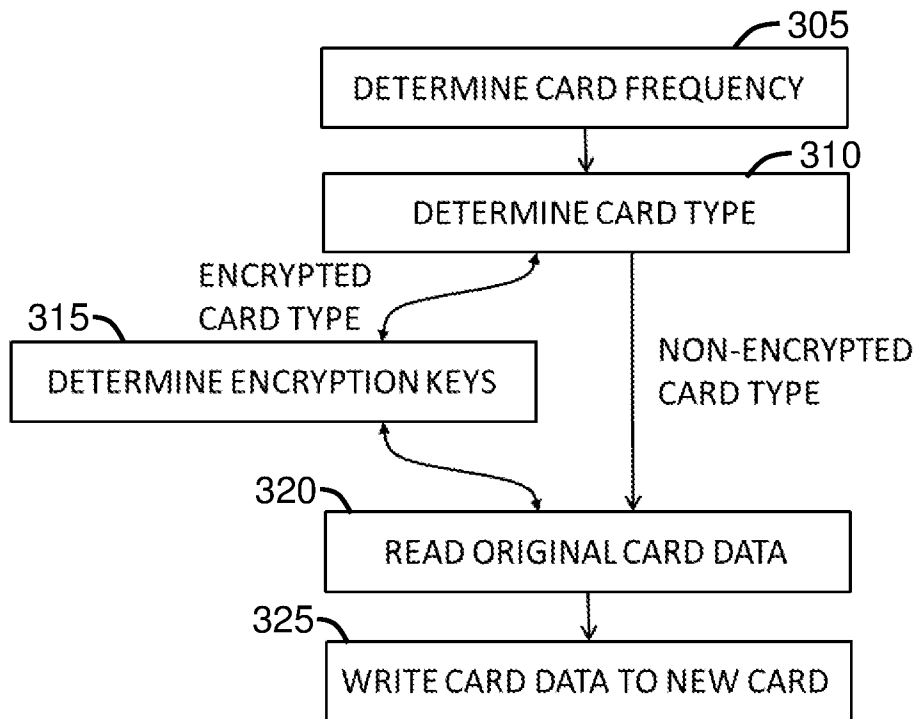 305
DETERMINE CARD FREQUENCY
310
DETERMINE CARD TYPE
ENCRYPTED
CARD TYPE
315
DETERMINE ENCRYPTION KEYS
NON-ENCRYPTED
CARD TYPE
320
READ ORIGINAL CARD DATA
325
WRITE CARD DATA TO NEW CARD